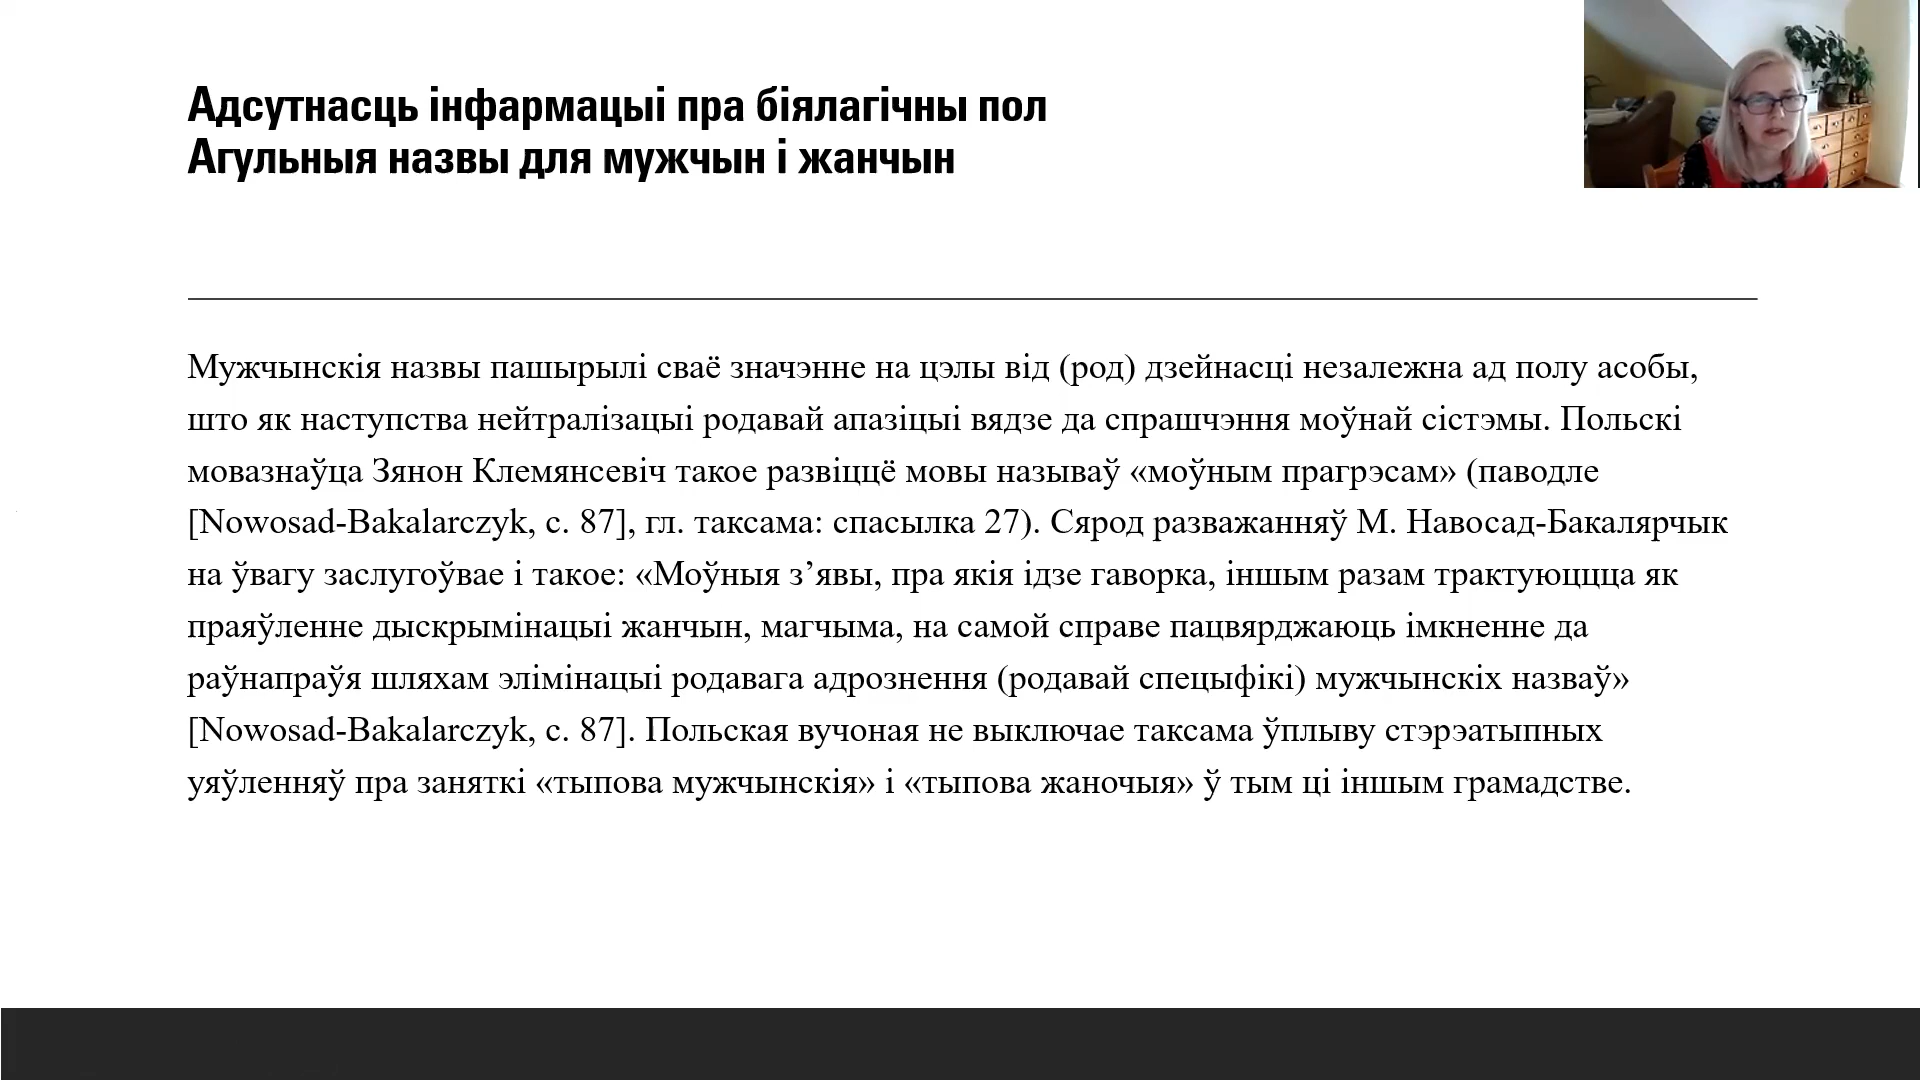 Адсутнасць інфармацыі пра біялагічны пол
Агульныя назвы для мужчын і жанчын
Мужчынскія назвы пашырылі сваё значэнне на цэлы від (род) дзейнасці незалежна ад полу асобы,
што як наступства нейтралізацыі родавай апазіцыі вядзе да спрашчэння моўнай сістэмы. Польскі
мовазнаўца Зянон Клемянсевіч такое развіццё мовы называў «моўным прагрэсам» (паводле
[Nowosad-Bakalarczyk, с. 87], гл. таксама: спасылка 27). Сярод разважанняў М. Навосад-Бакалярчык
на ўвагу заслугоўвае і такое: «Моўныя з’явы, пра якія ідзе гаворка, іншым разам трактуюццца як
праяўленне дыскрымінацыі жанчын, магчыма, на самой справе пацвярджаюць імкненне да
раўнапраўя шляхам элімінацыі родавага адрознення (родавай спецыфікі) мужчынскіх назваў»
[Nowosad-Bakalarczyk, с. 87]. Польская вучоная не выключае таксама ўплыву стэрэатыпных
уяўленняў пра заняткі «тыпова мужчынскія» і «тыпова жаночыя» ў тым ці іншым грамадстве.